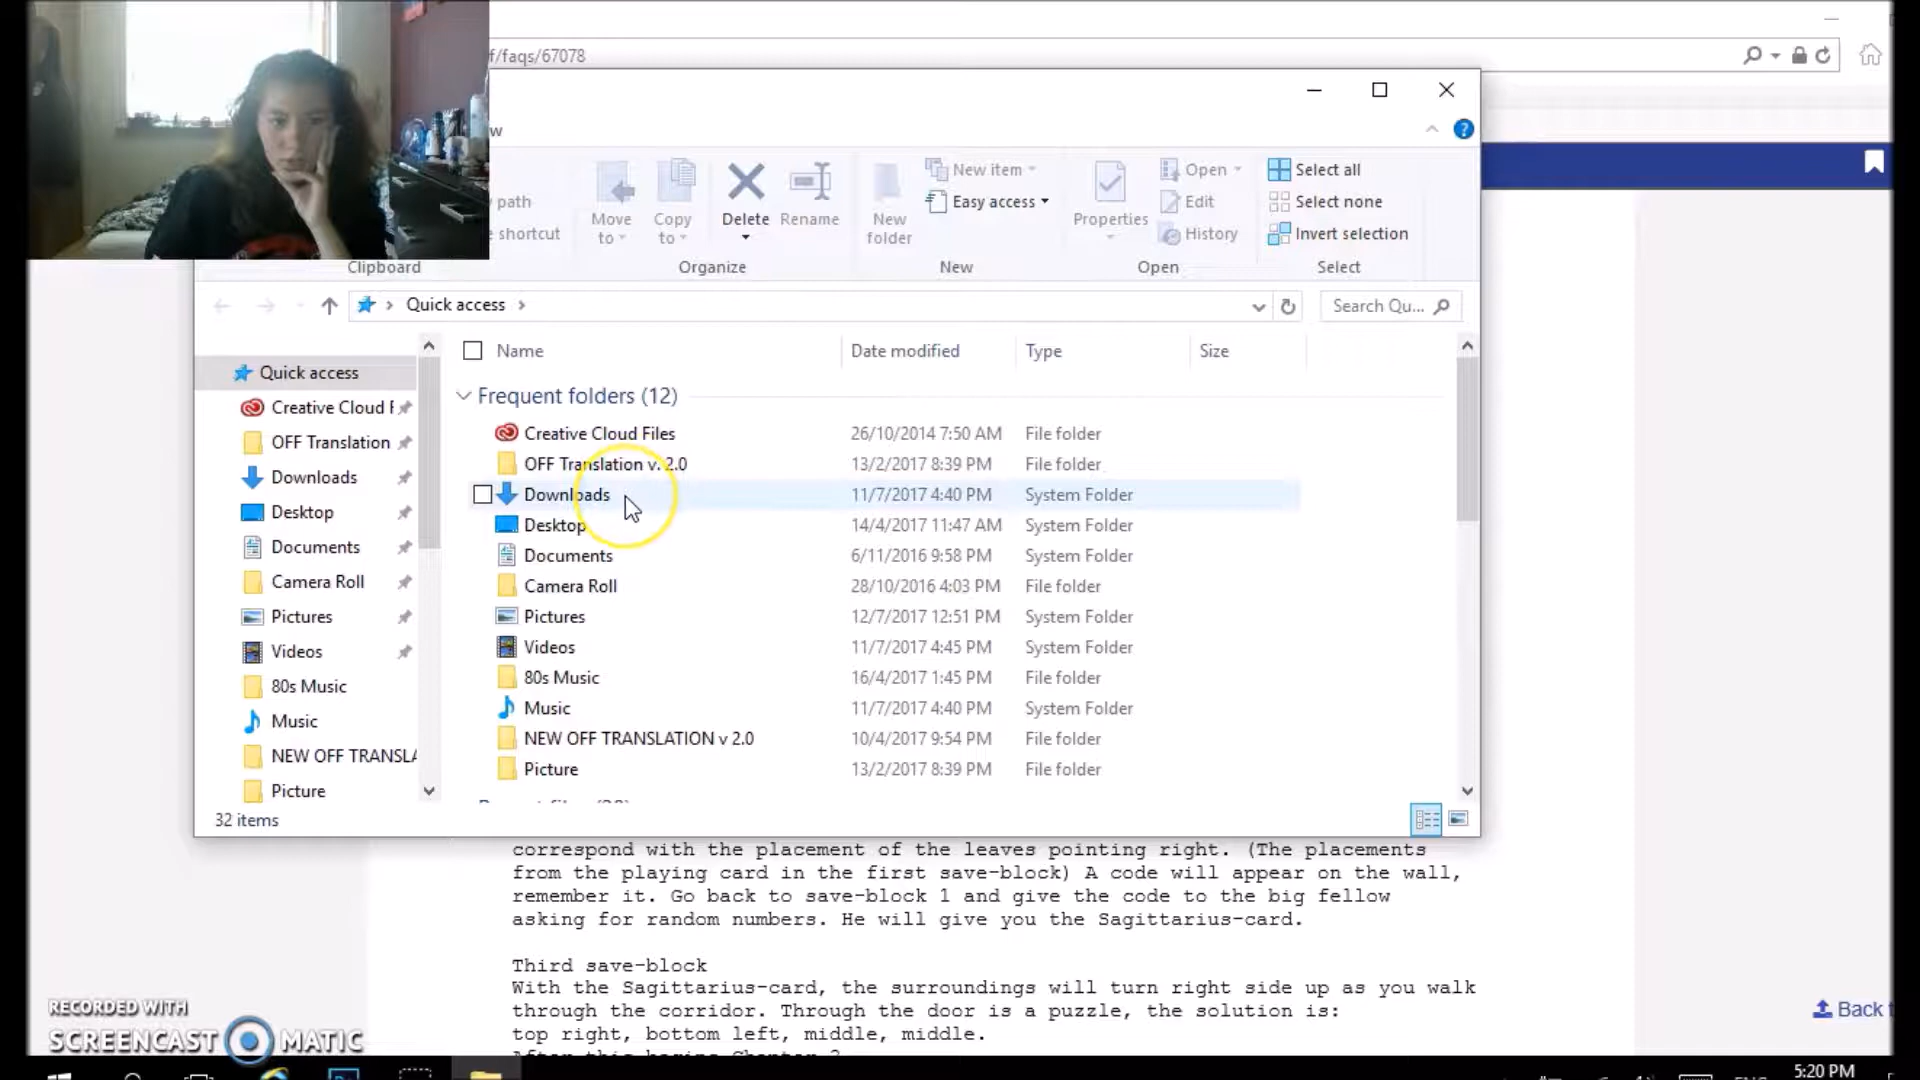 f/faqs/67078
w
path
e shortcut
Clipboard
Move to
Copy to
Delete
Rename
Organize
New folder
New item
Easy access
New
Properties
Open
Edit
History
Open
Select all
Select none
Invert selection
Select
Quick access
Search Qu...
Name Date modified Type Size
Quick access
Creative Cloud F
OFF Translation
Downloads
Desktop
Documents
Camera Roll
Pictures
Videos
80s Music
Music
NEW OFF TRANSLA
Picture
Frequent folders (12)
Creative Cloud Files 26/10/2014 7:50 AM File folder
OFF Translation v. 2.0 13/2/2017 8:39 PM File folder
Downloads 11/7/2017 4:40 PM System Folder
Desktop 14/4/2017 11:47 AM System Folder
Documents 6/11/2016 9:58 PM System Folder
Camera Roll 28/10/2016 4:03 PM File folder
Pictures 12/7/2017 12:51 PM System Folder
Videos 11/7/2017 4:45 PM System Folder
80s Music 16/4/2017 1:45 PM File folder
Music 11/7/2017 4:40 PM System Folder
NEW OFF TRANSLATION v 2.0 10/4/2017 9:54 PM File folder
Picture 13/2/2017 8:39 PM File folder
32 items
correspond with the placement of the leaves pointing right. (The placements
from the playing card in the first save-block) A code will appear on the wall,
remember it. Go back to save-block 1 and give the code to the big fellow
asking for random numbers. He will give you the Sagittarius-card.
Third save-block
With the Sagittarius-card, the surroundings will turn right side up as you walk
through the corridor. Through the door is a puzzle, the solution is:
top right, bottom left, middle, middle.
Back t
RECORDED WITH
SCREENCAST MATIC
5:20 PM